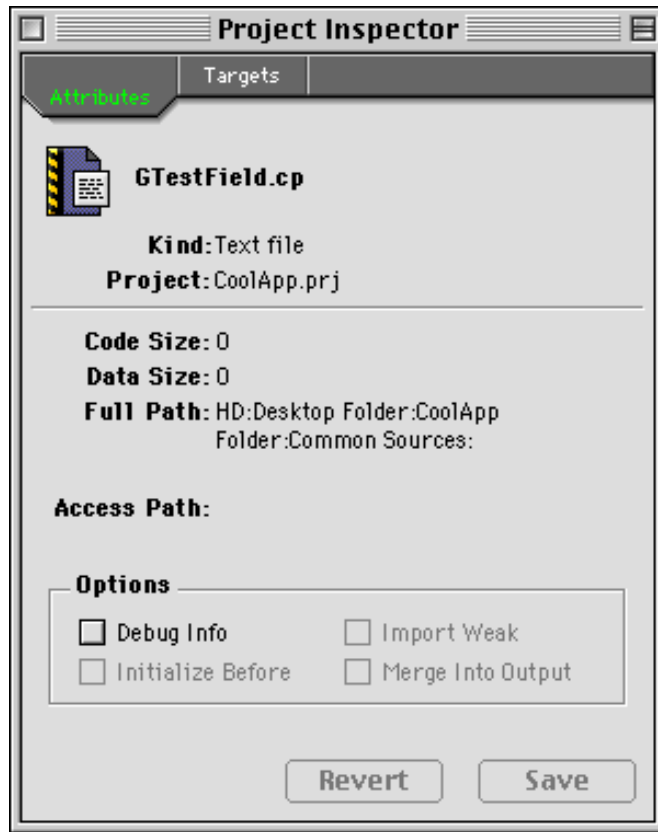 Project Inspector
Attributes
Targets
GTestField.cp
Kind: Text file
Project: CoolApp.prj
Code Size: 0
Data Size: 0
Full Path: HD:Desktop Folder:CoolApp
Folder:Common Sources:
Access Path:
Options
Debug Info Import Weak
Initialize Before Merge Into Output
Revert Save